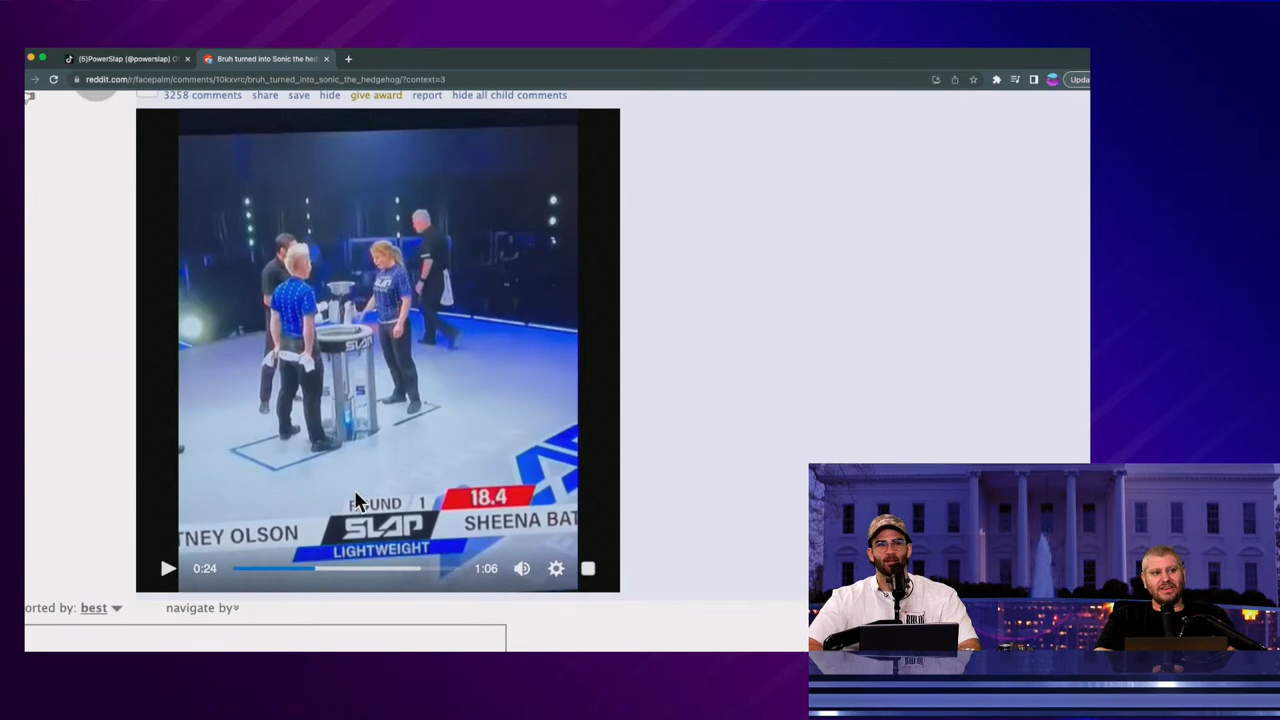 (5)PowerSlap (@powerslap) O
Bruh turned into Sonic the hed
reddit.com/r/facepalm/comments/10kxvrc/bruh_turned_into_sonic_the_hedgehog/?context=3
Upda
3258 comments share save hide give award report hide all child comments
SLAP
ROUND 1 18.4
TNEY OLSON SLAP SHEENA BAT
LIGHTWEIGHT
0:24 1:06
orted by: best navigate by